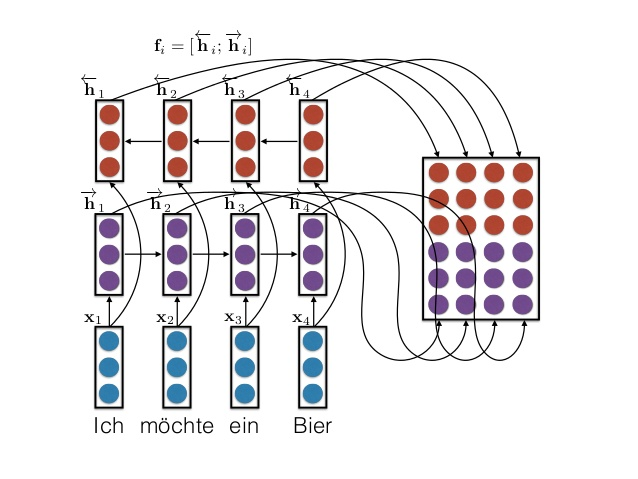 f_i = [←h_i; →h_i]
←h_1 ←h_2 ←h_3 ←h_4
→h_1 →h_2 →h_3 →h_4
x_1 x_2 x_3 x_4
Ich möchte ein Bier